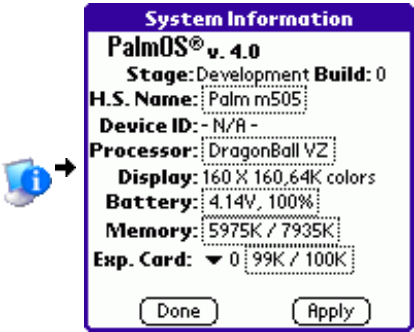 System Information
PalmOS® v. 4.0
Stage: Development Build: 0
H.S. Name: Palm m505
Device ID: - N/A -
Processor: DragonBall VZ
Display: 160 X 160,64K colors
Battery: 4.14V, 100%
Memory: 5975K / 7935K
Exp. Card: ▼ 0 99K / 100K
Done Apply